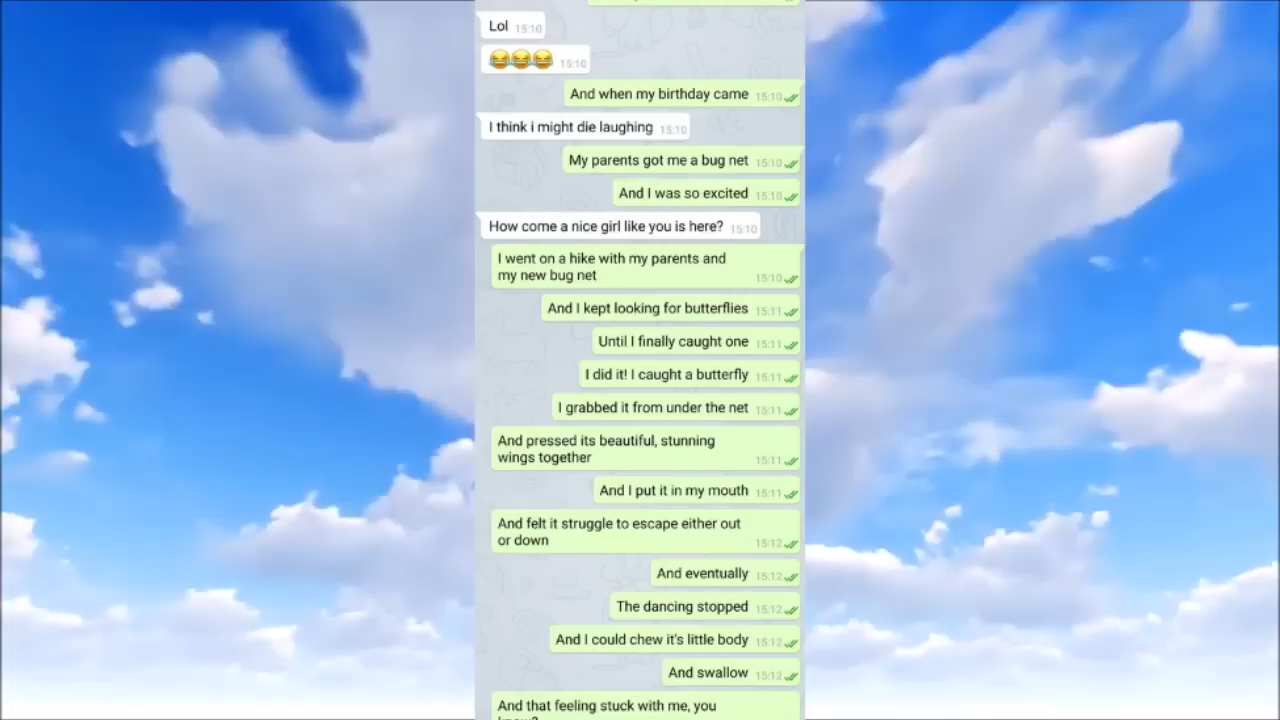 Lol 15:10
😂😂😂 15:10
And when my birthday came 15:10
I think i might die laughing 15:10
My parents got me a bug net 15:10
And I was so excited 15:10
How come a nice girl like you is here? 15:10
I went on a hike with my parents and
my new bug net 15:10
And I kept looking for butterflies 15:11
Until I finally caught one 15:11
I did it! I caught a butterfly 15:11
I grabbed it from under the net 15:11
And pressed its beautiful, stunning
wings together 15:11
And I put it in my mouth 15:11
And felt it struggle to escape either out
or down 15:12
And eventually 15:12
The dancing stopped 15:12
And I could chew it's little body 15:12
And swallow 15:12
And that feeling stuck with me, you